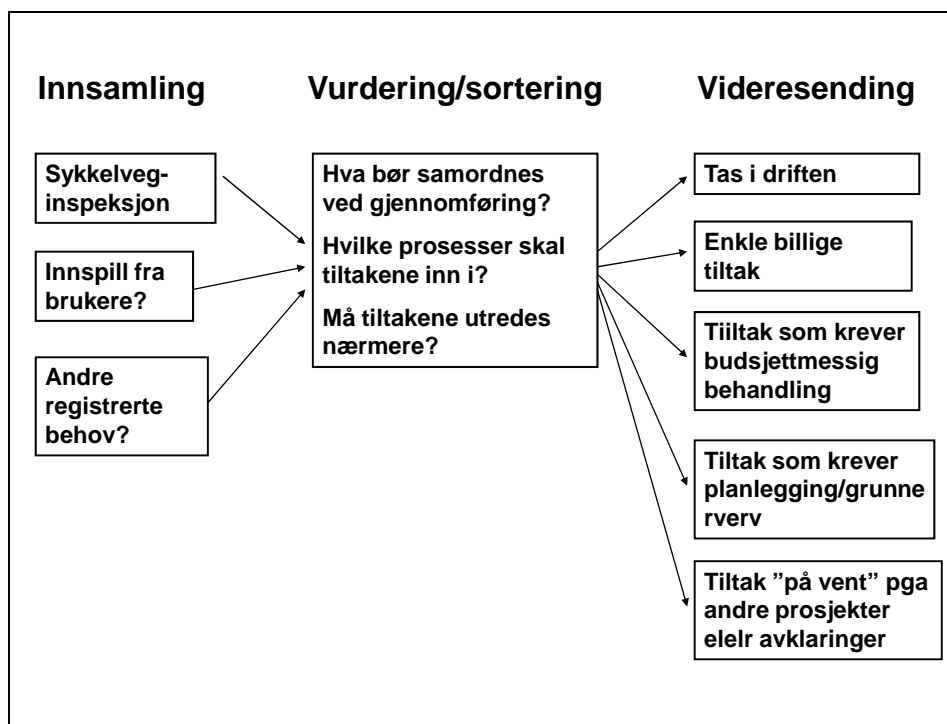 Innsamling
Vurdering/sortering
Videresending
Sykkelveg-
inspeksjon
Innspill fra
brukere?
Andre
registrerte
behov?
Hva bør samordnes
ved gjennomføring?
Hvilke prosesser skal
tiltakene inn i?
Må tiltakene utredes
nærmere?
Tas i driften
Enkle billige
tiltak
Tiiltak som krever
budsjettmessig
behandling
Tiltak som krever
planlegging/grunne
rverv
Tiltak ”på vent” pga
andre prosjekter
elelr avklaringer